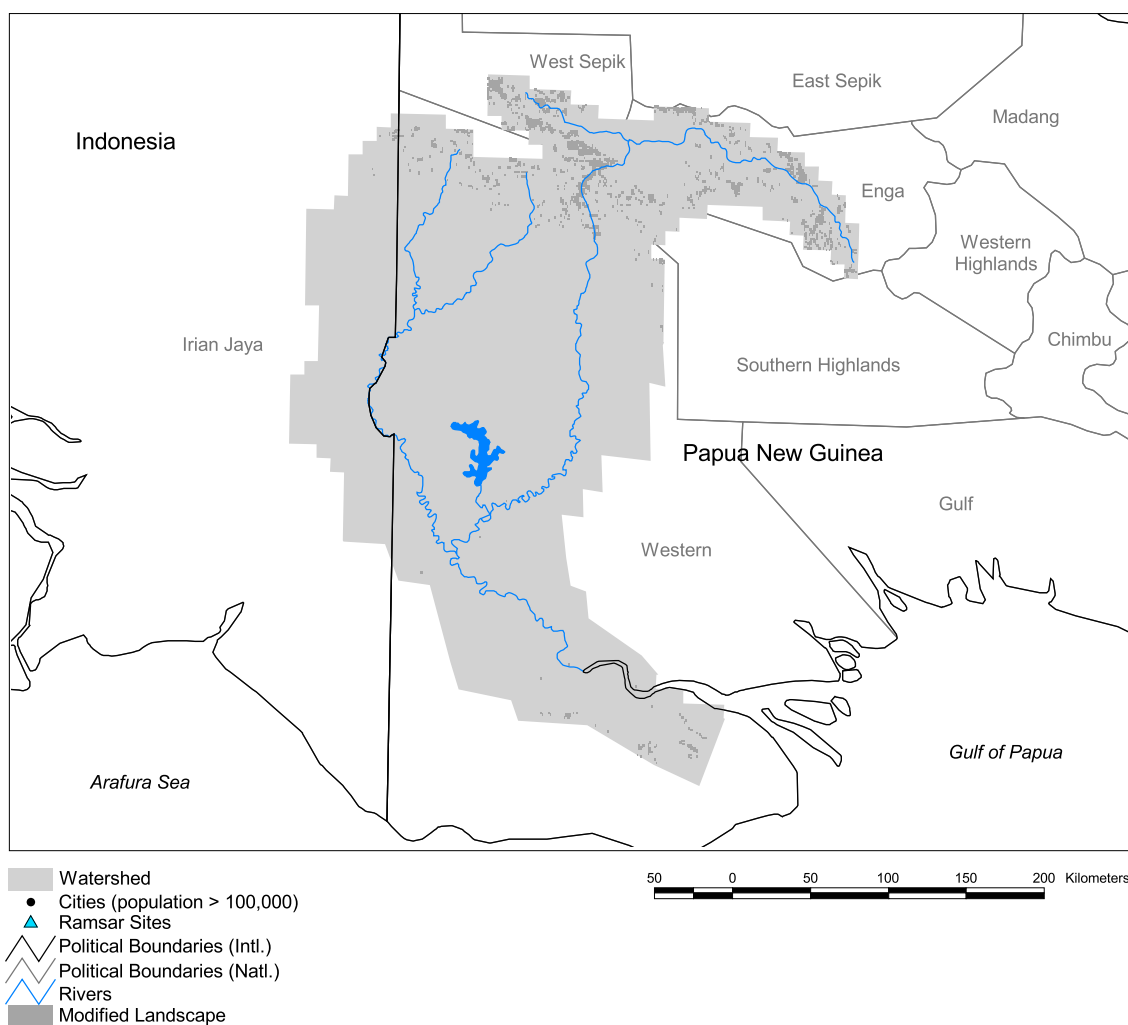 West Sepik
East Sepik
Madang
Indonesia
Enga
Western
Highlands
Irian Jaya
Chimbu
Southern Highlands
Papua New Guinea
Gulf
Western
Arafura Sea
Gulf of Papua
Watershed
Cities (population > 100,000)
Ramsar Sites
Political Boundaries (Intl.)
Political Boundaries (Natl.)
Rivers
Modified Landscape
50 0 50 100 150 200 Kilometers